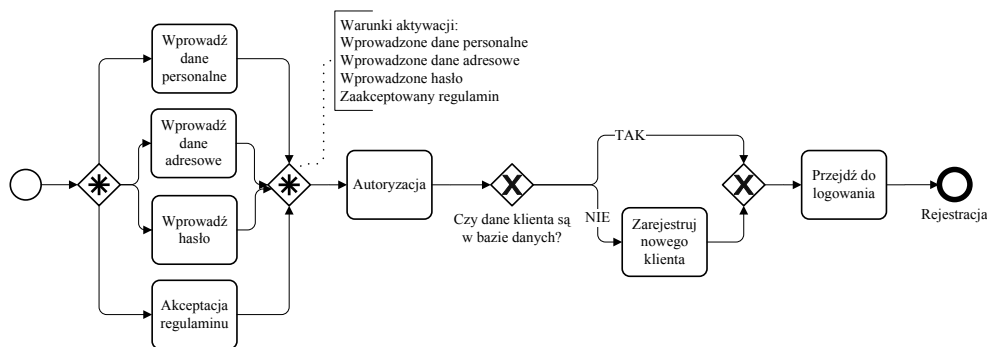 Wprowadź
dane
personalne
Wprowadź
dane
adresowe
Wprowadź
hasło
Akceptacja
regulaminu
Warunki aktywacji:
Wprowadzone dane personalne
Wprowadzone dane adresowe
Wprowadzone hasło
Zaakceptowany regulamin
Autoryzacja
Czy dane klienta są
w bazie danych?
TAK
NIE
Zarejestruj
nowego
klienta
Przejdź do
logowania
Rejestracja